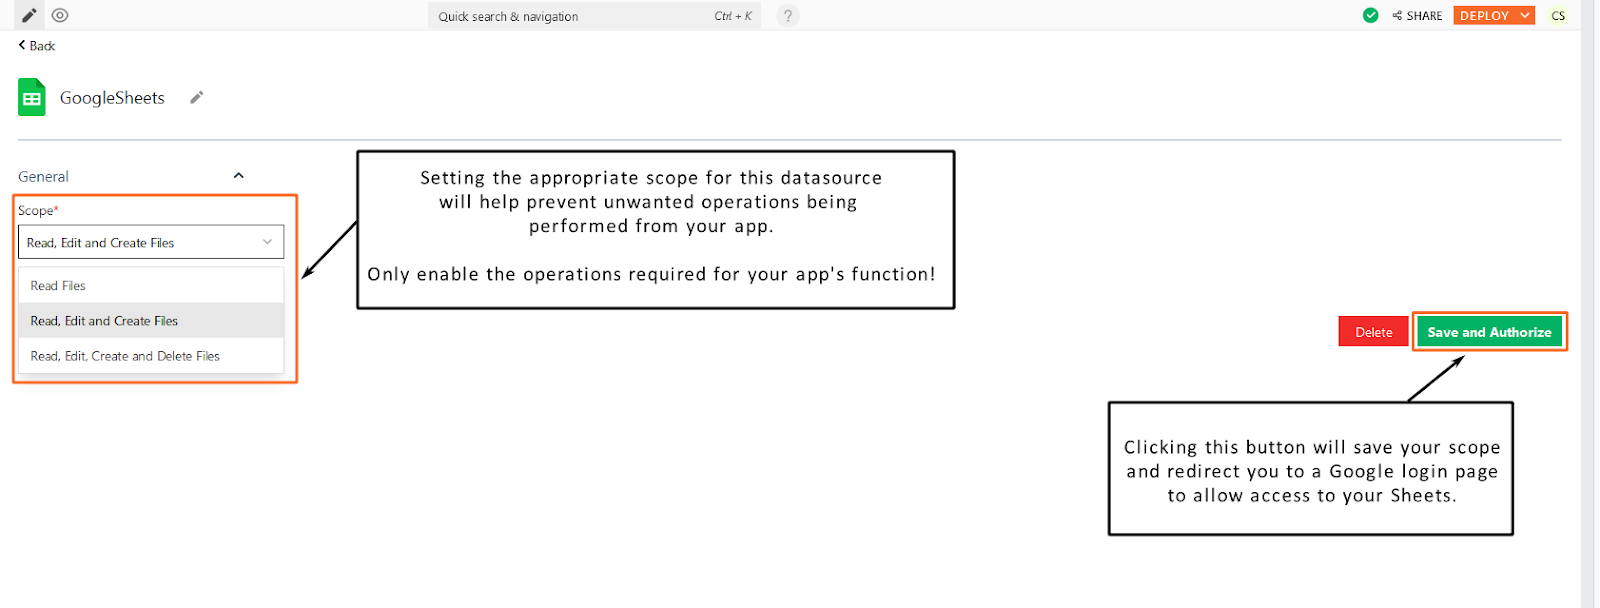 Quick search & navigation Ctrl + K ? SHARE DEPLOY CS
Back
GoogleSheets
General
Scope*
Read, Edit and Create Files
Read Files
Read, Edit and Create Files
Read, Edit, Create and Delete Files
Setting the appropriate scope for this datasource
will help prevent unwanted operations being
performed from your app.
Only enable the operations required for your app's function!
Delete Save and Authorize
Clicking this button will save your scope
and redirect you to a Google login page
to allow access to your Sheets.